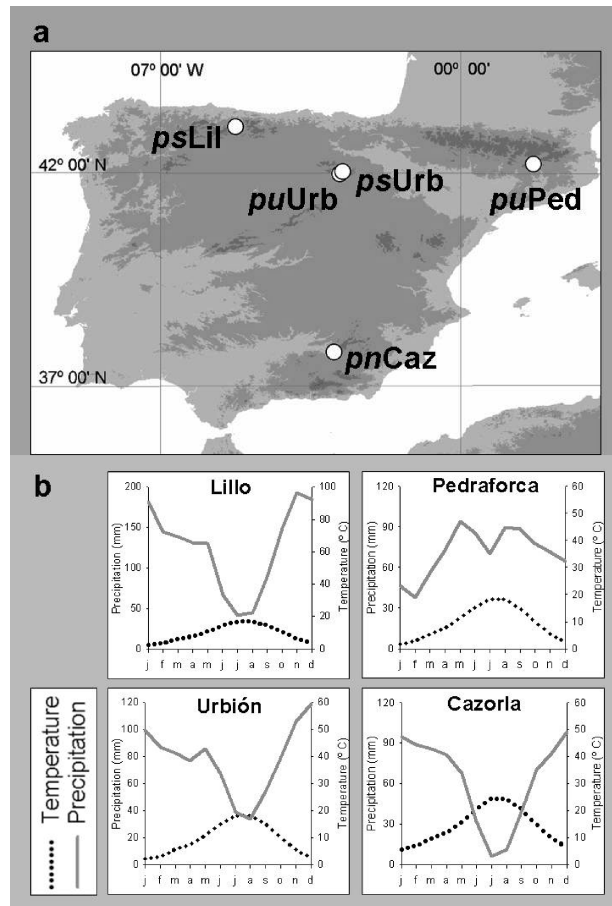 a
07º 00' W
00º 00'
psLil
42º 00' N
puUrb
psUrb
puPed
pnCaz
37º 00' N
b
Lillo
Precipitation (mm)
200
150
100
50
0
100
80
60
40
20
0
Temperature (º C)
j f m a m j j a s o n d
Pedraforca
Precipitation (mm)
120
90
60
30
0
60
50
40
30
20
10
0
Temperature (º C)
j f m a m j j a s o n d
Temperature
Precipitation
Urbión
Precipitation (mm)
120
100
80
60
40
20
0
60
50
40
30
20
10
0
Temperature (º C)
j f m a m j j a s o n d
Cazorla
Precipitation (mm)
120
90
60
30
0
60
50
40
30
20
10
0
Temperature (º C)
j f m a m j j a s o n d